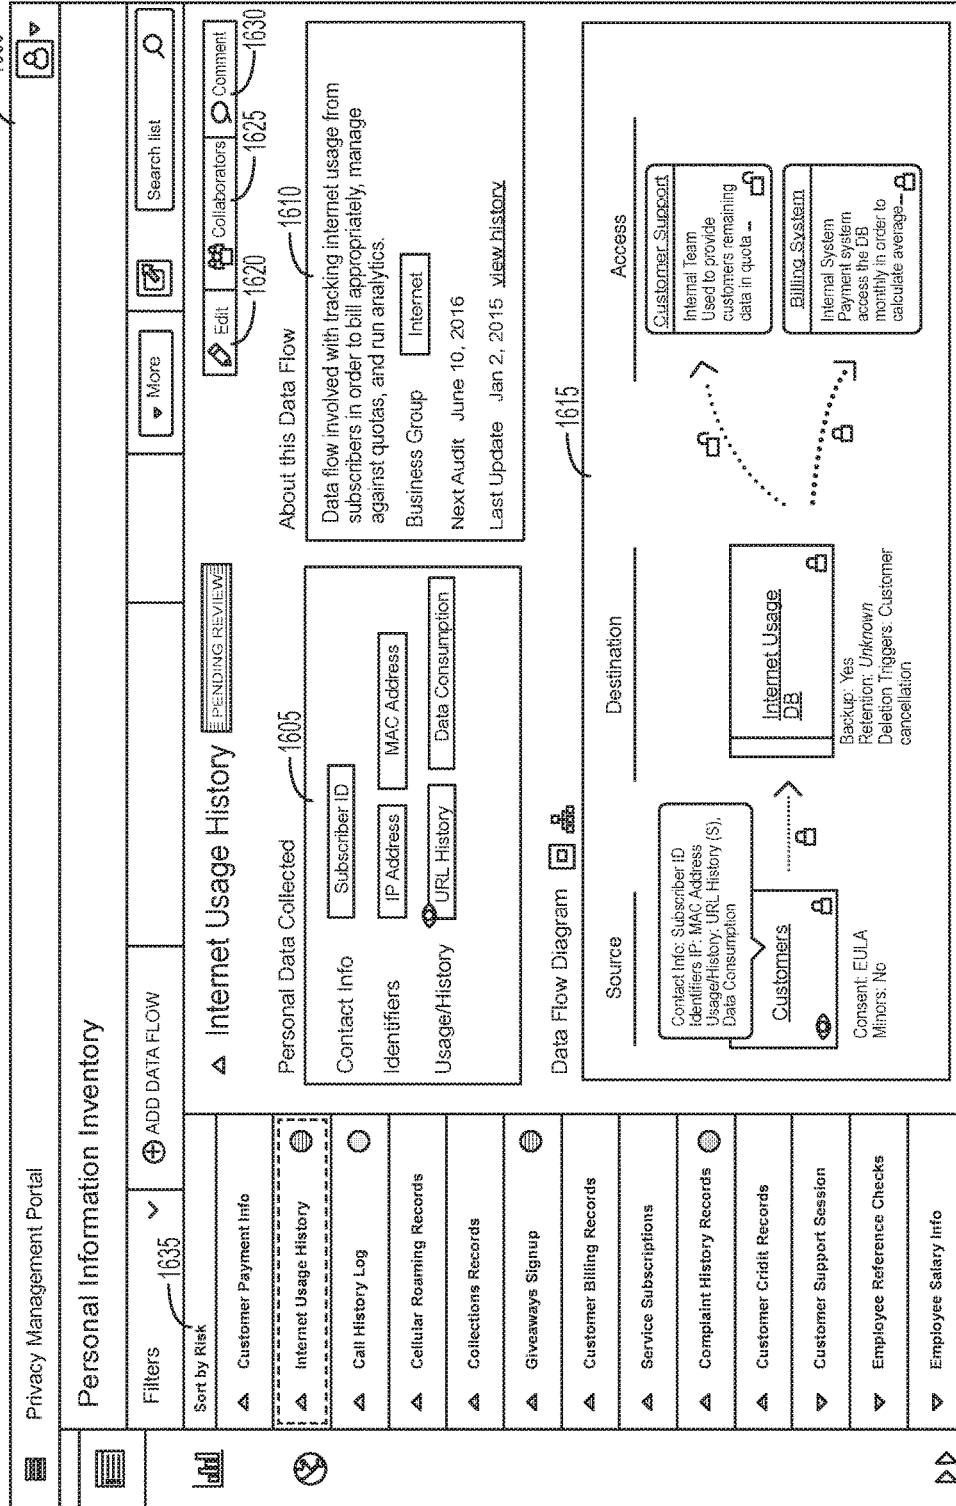 Privacy Management Portal
Personal Information Inventory
Filters
ADD DATA FLOW
More
Search list
Sort by Risk
1635
Customer Payment Info
Internet Usage History
Call History Log
Cellular Roaming Records
Collections Records
Giveaways Signup
Customer Billing Records
Service Subscriptions
Complaint History Records
Customer Cridit Records
Customer Support Session
Employee Reference Checks
Employee Salary Info
Internet Usage History
PENDING REVIEW
Edit
Collaborators
Comment
1620
1625
1630
Personal Data Collected
1605
Contact Info
Subscriber ID
Identifiers
IP Address
MAC Address
Usage/History
URL History
Data Consumption
About this Data Flow
1610
Data flow involved with tracking internet usage from
subscribers in order to bill appropriately, manage
against quotas, and run analytics.
Business Group
Internet
Next Audit June 10, 2016
Last Update Jan 2, 2015 view history
Data Flow Diagram
1615
Source
Destination
Access
Contact Info: Subscriber ID
Identifiers IP: MAC Address
Usage/History: URL History (S),
Data Consumption
Customers
Consent: EULA
Minors: No
Internet Usage
DB
Backup: Yes
Retention: Unknown
Deletion Triggers: Customer
cancellation
Customer Support
Internal Team
Used to provide
customers remaining
data in quota ...
Billing System
Internal System
Payment system
access the DB
monthly in order to
calculate average...